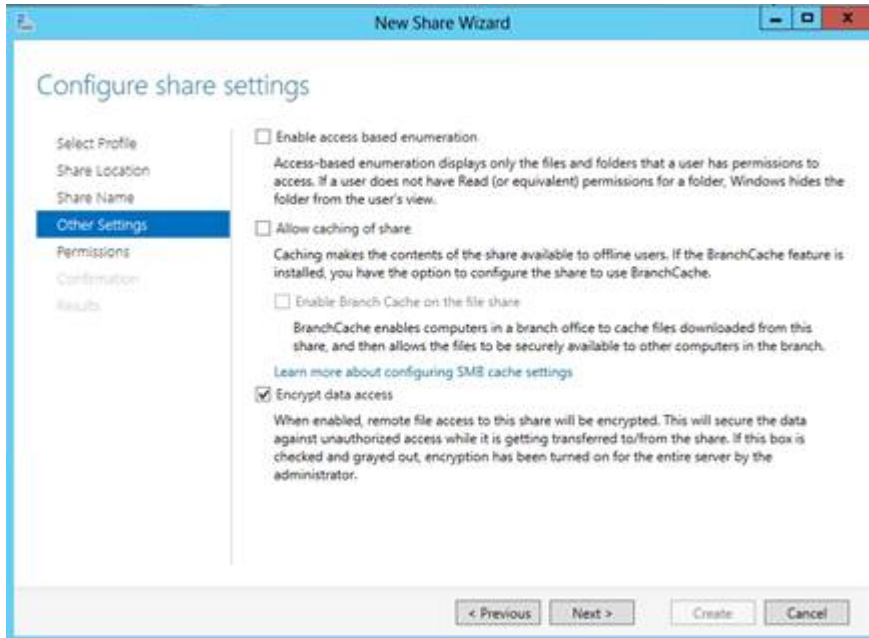 New Share Wizard
Configure share settings
Select Profile
Share Location
Share Name
Other Settings
Permissions
Confirmation
Results
Enable access based enumeration
Access-based enumeration displays only the files and folders that a user has permissions to
access. If a user does not have Read (or equivalent) permissions for a folder, Windows hides the
folder from the user's view.
Allow caching of share
Caching makes the contents of the share available to offline users. If the BranchCache feature is
installed, you have the option to configure the share to use BranchCache.
Enable Branch Cache on the file share
BranchCache enables computers in a branch office to cache files downloaded from this
share, and then allows the files to be securely available to other computers in the branch.
Learn more about configuring SMB cache settings
Encrypt data access
When enabled, remote file access to this share will be encrypted. This will secure the data
against unauthorized access while it is getting transferred to/from the share. If this box is
checked and grayed out, encryption has been turned on for the entire server by the
administrator.
< Previous
Next >
Create
Cancel